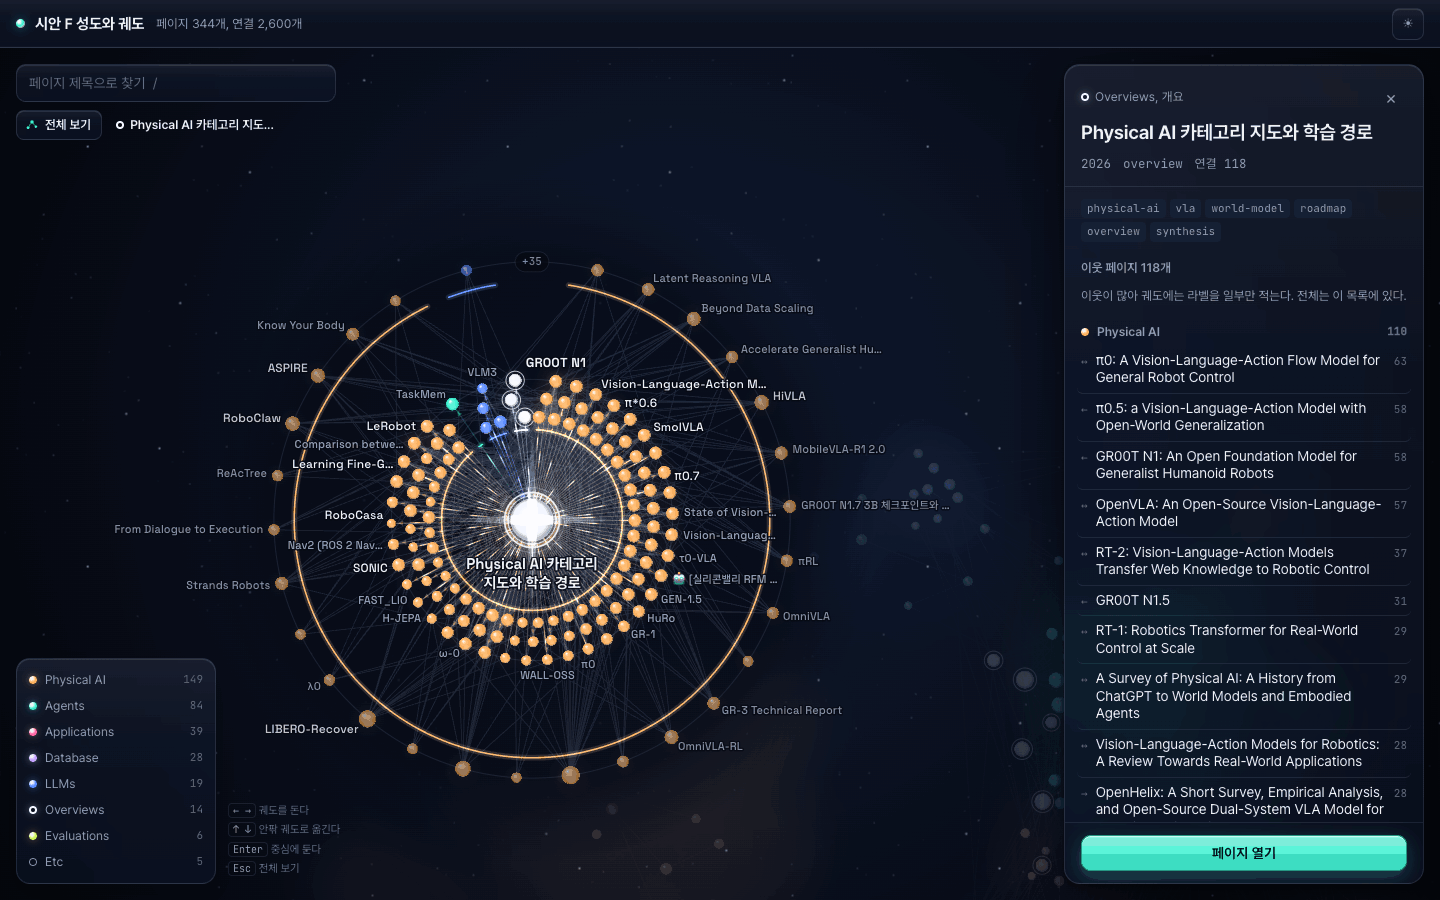 시안 F 성도와 궤도 페이지 344개, 연결 2,600개
☀
페이지 제목으로 찾기 /
전체 보기
Physical AI 카테고리 지도...
+35
Latent Reasoning VLA
Beyond Data Scaling
Know Your Body
Accelerate Generalist Hu...
GR00T N1
ASPIRE
VLM3
Vision-Language-Action M...
TaskMem
HiVLA
π*0.6
RoboClaw
LeRobot
SmolVLA
Comparison betwe...
MobileVLA-R1 2.0
Learning Fine-G...
ReAcTree
π0.7
GR00T N1.7 3B 체크포인트와 ...
RoboCasa
State of Vision-...
From Dialogue to Execution
Vision-Languag...
Nav2 (ROS 2 Nav...
τ0-VLA
πRL
SONIC
Physical AI 카테고리
지도와 학습 경로
🤖 [실리콘밸리 RFM ...
Strands Robots
FAST_LIO
GEN-1.5
H-JEPA
HuRo
OmniVLA
GR-1
ω-0
π0
WALL-OSS
λ0
GR-3 Technical Report
LIBERO-Recover
OmniVLA-RL
Physical AI 149
Agents 84
Applications 39
Database 28
LLMs 19
Overviews 14
Evaluations 6
Etc 5
← → 궤도를 돈다
↑ ↓ 안팎 궤도로 옮긴다
Enter 중심에 둔다
Esc 전체 보기
Overviews, 개요
×
Physical AI 카테고리 지도와 학습 경로
2026 overview 연결 118
physical-ai vla world-model roadmap
overview synthesis
이웃 페이지 118개
이웃이 많아 궤도에는 라벨을 일부만 적는다. 전체는 이 목록에 있다.
Physical AI 110
↔ π0: A Vision-Language-Action Flow Model for 63
General Robot Control
← π0.5: a Vision-Language-Action Model with 58
Open-World Generalization
← GR00T N1: An Open Foundation Model for 58
Generalist Humanoid Robots
↔ OpenVLA: An Open-Source Vision-Language- 57
Action Model
↔ RT-2: Vision-Language-Action Models 37
Transfer Web Knowledge to Robotic Control
← GR00T N1.5 31
↔ RT-1: Robotics Transformer for Real-World 29
Control at Scale
↔ A Survey of Physical AI: A History from 29
ChatGPT to World Models and Embodied
Agents
↔ Vision-Language-Action Models for Robotics: 28
A Review Towards Real-World Applications
→ OpenHelix: A Short Survey, Empirical Analysis, 28
and Open-Source Dual-System VLA Model for
페이지 열기